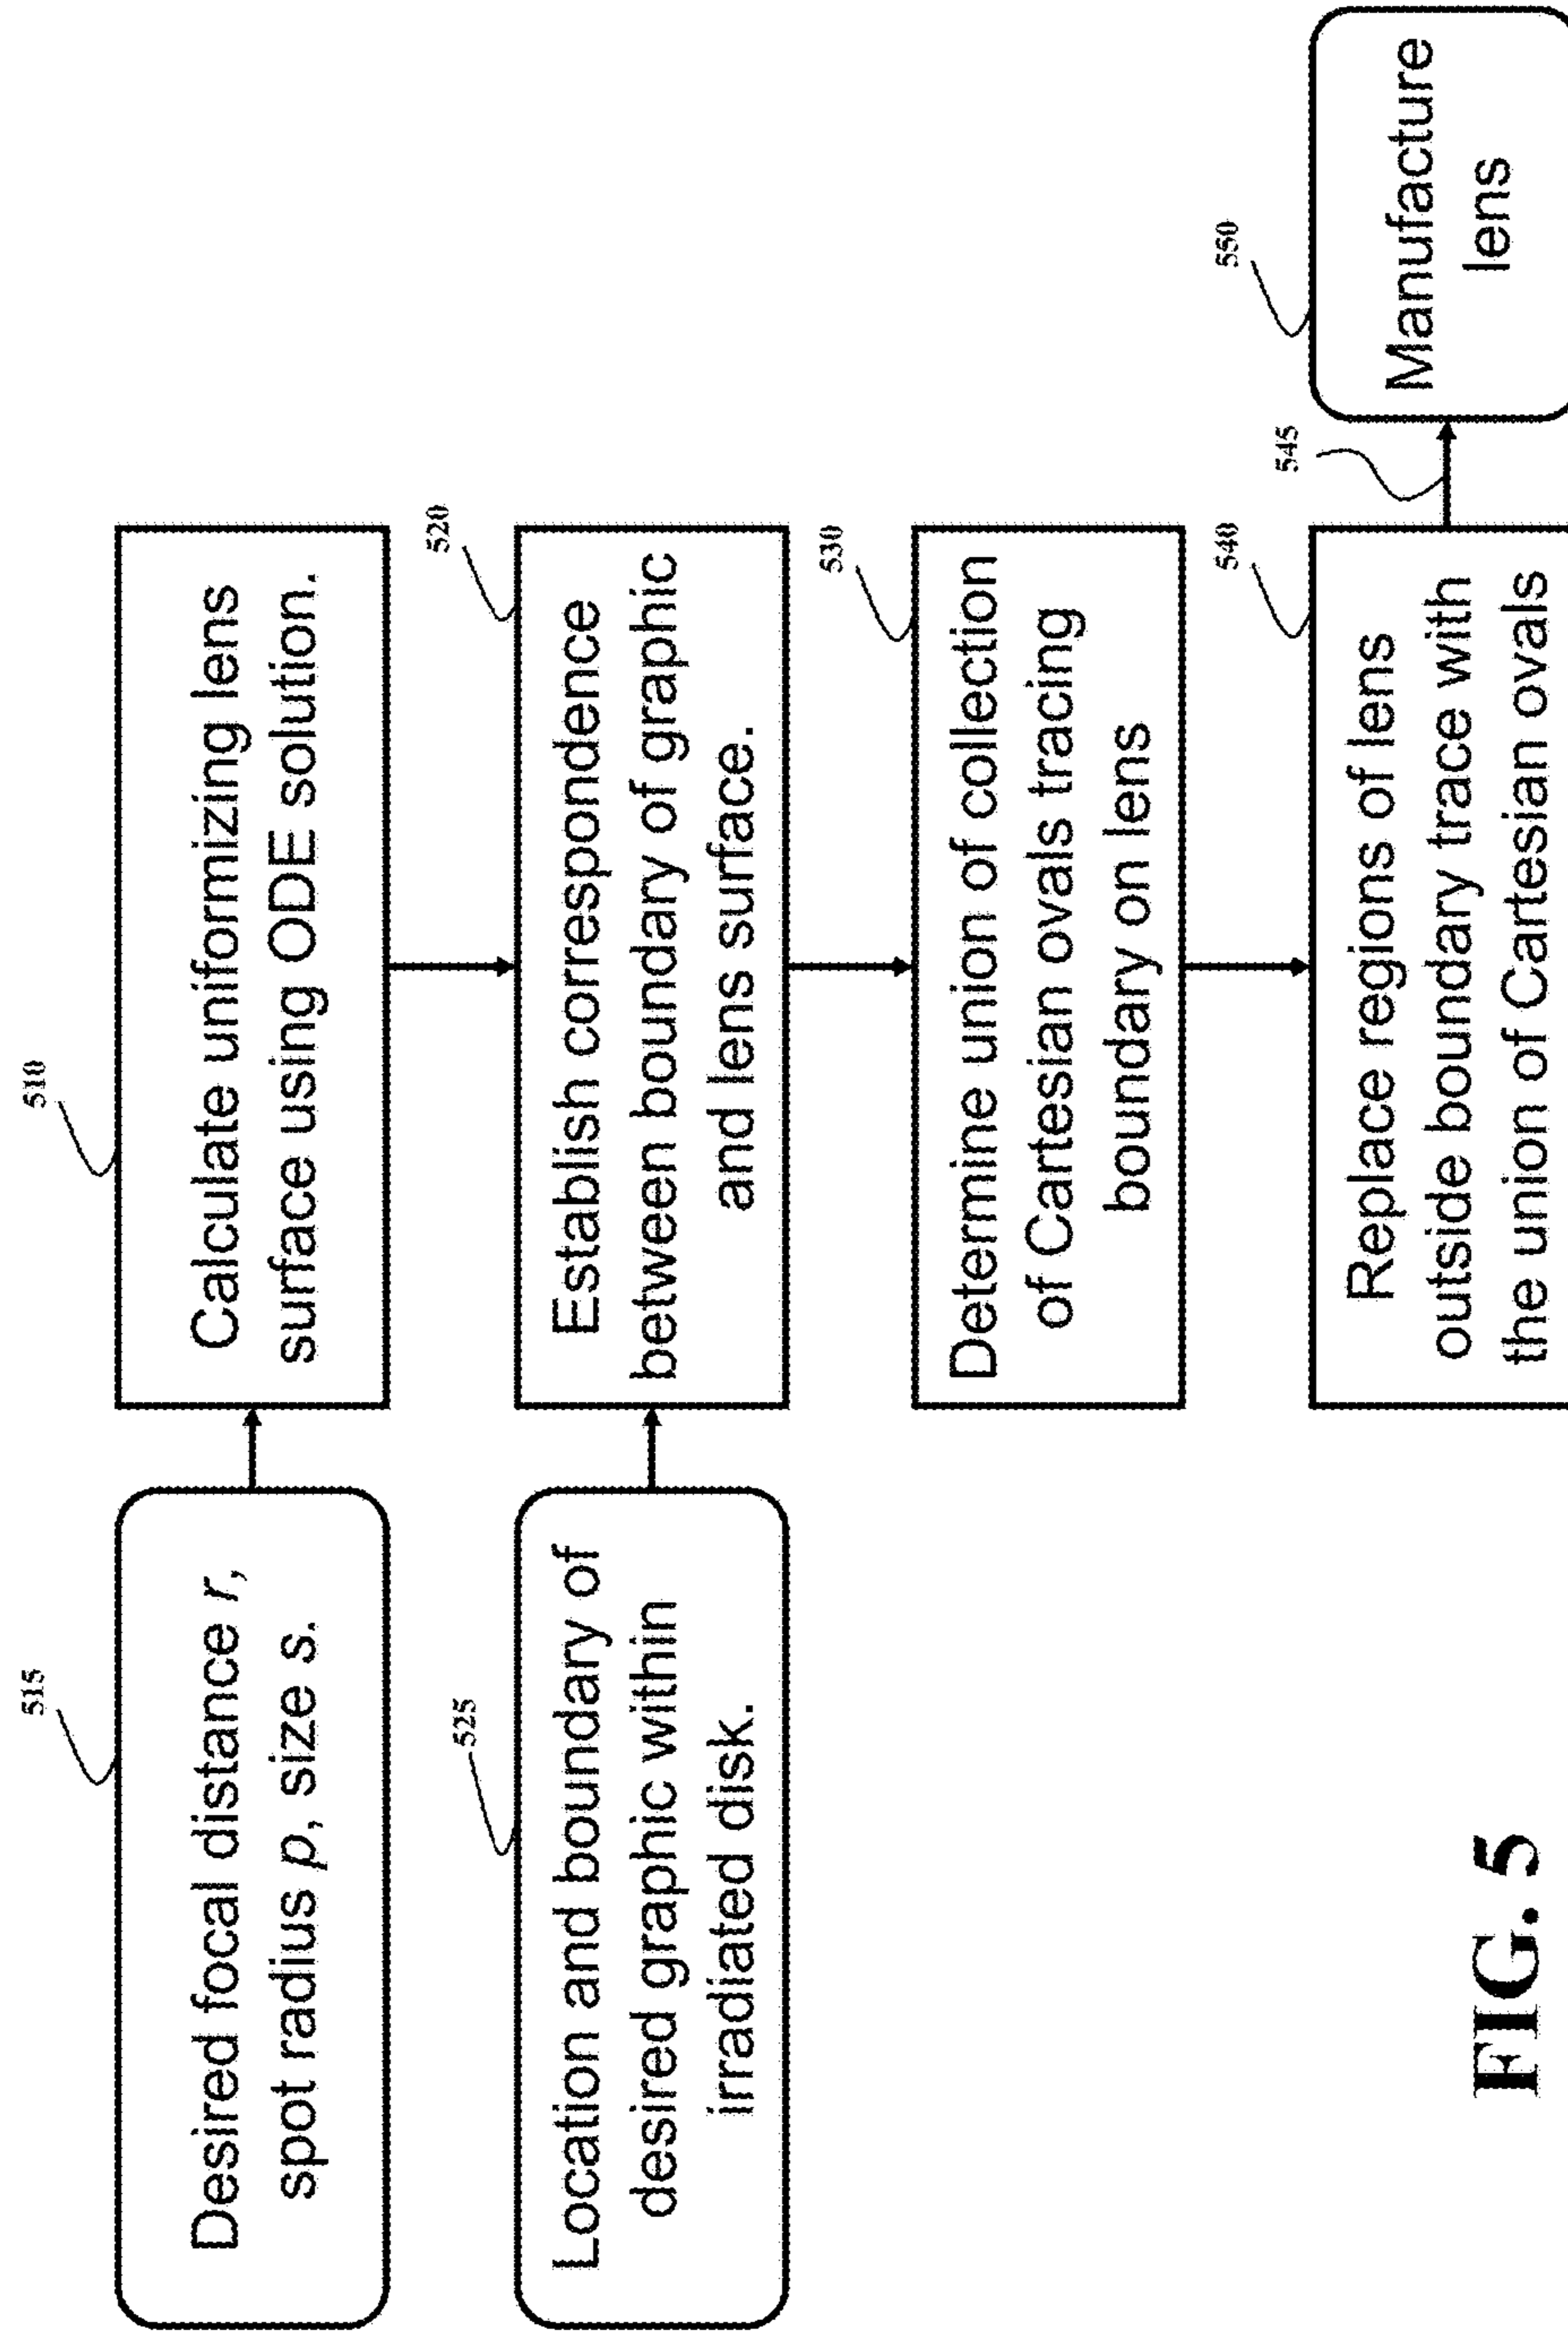 515
Desired focal distance r,
spot radius p, size s.
510
Calculate uniformizing lens
surface using ODE solution.
525
Location and boundary of
desired graphic within
irradiated disk.
520
Establish correspondence
between boundary of graphic
and lens surface.
530
Determine union of collection
of Cartesian ovals tracing
boundary on lens
540
Replace regions of lens
outside boundary trace with
the union of Cartesian ovals
545
550
Manufacture
lens
FIG. 5